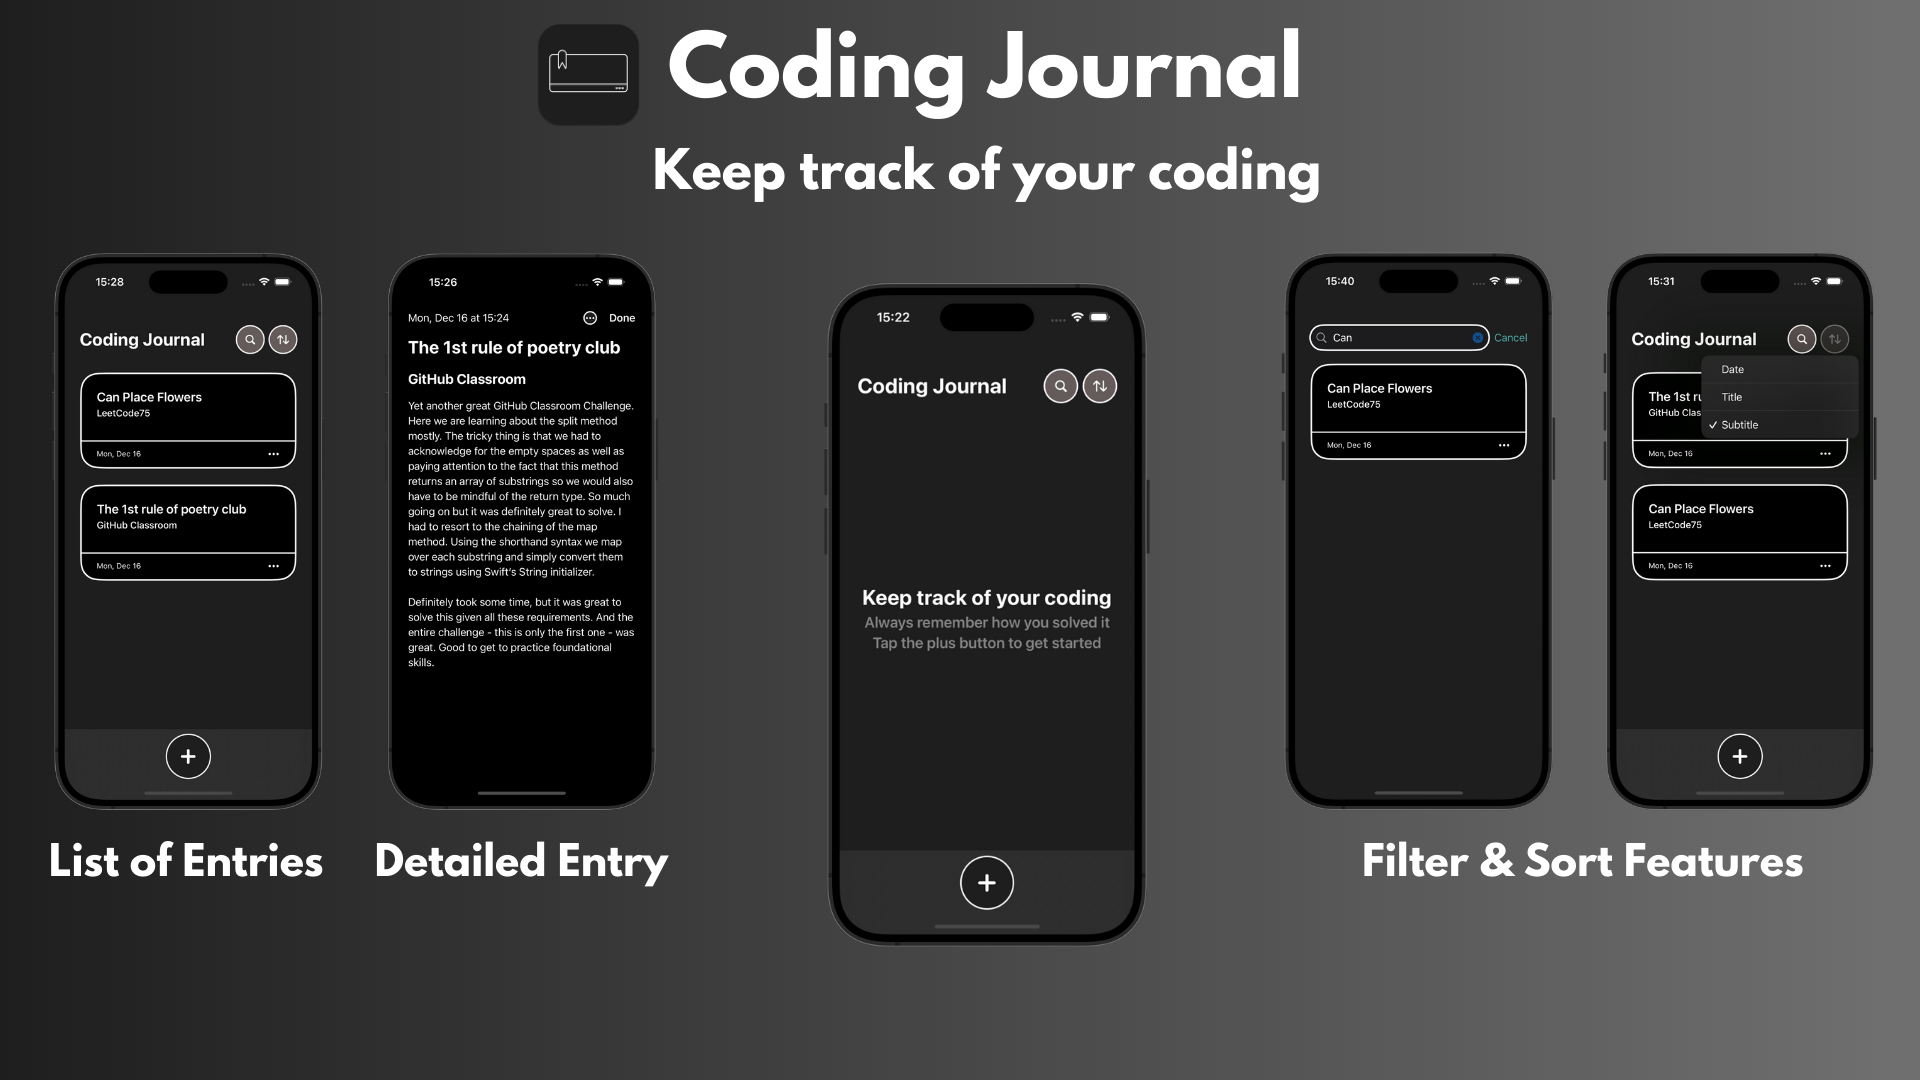 Coding Journal
Keep track of your coding
15:28
Coding Journal
Can Place Flowers
LeetCode75
Mon, Dec 16
The 1st rule of poetry club
GitHub Classroom
Mon, Dec 16
List of Entries
15:26
Mon, Dec 16 at 15:24
Done
The 1st rule of poetry club
GitHub Classroom
Yet another great GitHub Classroom Challenge.
Here we are learning about the split method
mostly. The tricky thing is that we had to
acknowledge for the empty spaces as well as
paying attention to the fact that this method
returns an array of substrings so we would also
have to be mindful of the return type. So much
going on but it was definitely great to solve. I
had to resort to the chaining of the map
method. Using the shorthand syntax we map
over each substring and simply convert them
to strings using Swift's String initializer.
Definitely took some time, but it was great to
solve this given all these requirements. And the
entire challenge - this is only the first one - was
great. Good to get to practice foundational
skills.
Detailed Entry
15:22
Coding Journal
Keep track of your coding
Always remember how you solved it
Tap the plus button to get started
15:40
Can
Cancel
Can Place Flowers
LeetCode75
Mon, Dec 16
15:31
Coding Journal
Date
Title
Subtitle
The 1st ru
GitHub Clas
Mon, Dec 16
Can Place Flowers
LeetCode75
Mon, Dec 16
Filter & Sort Features